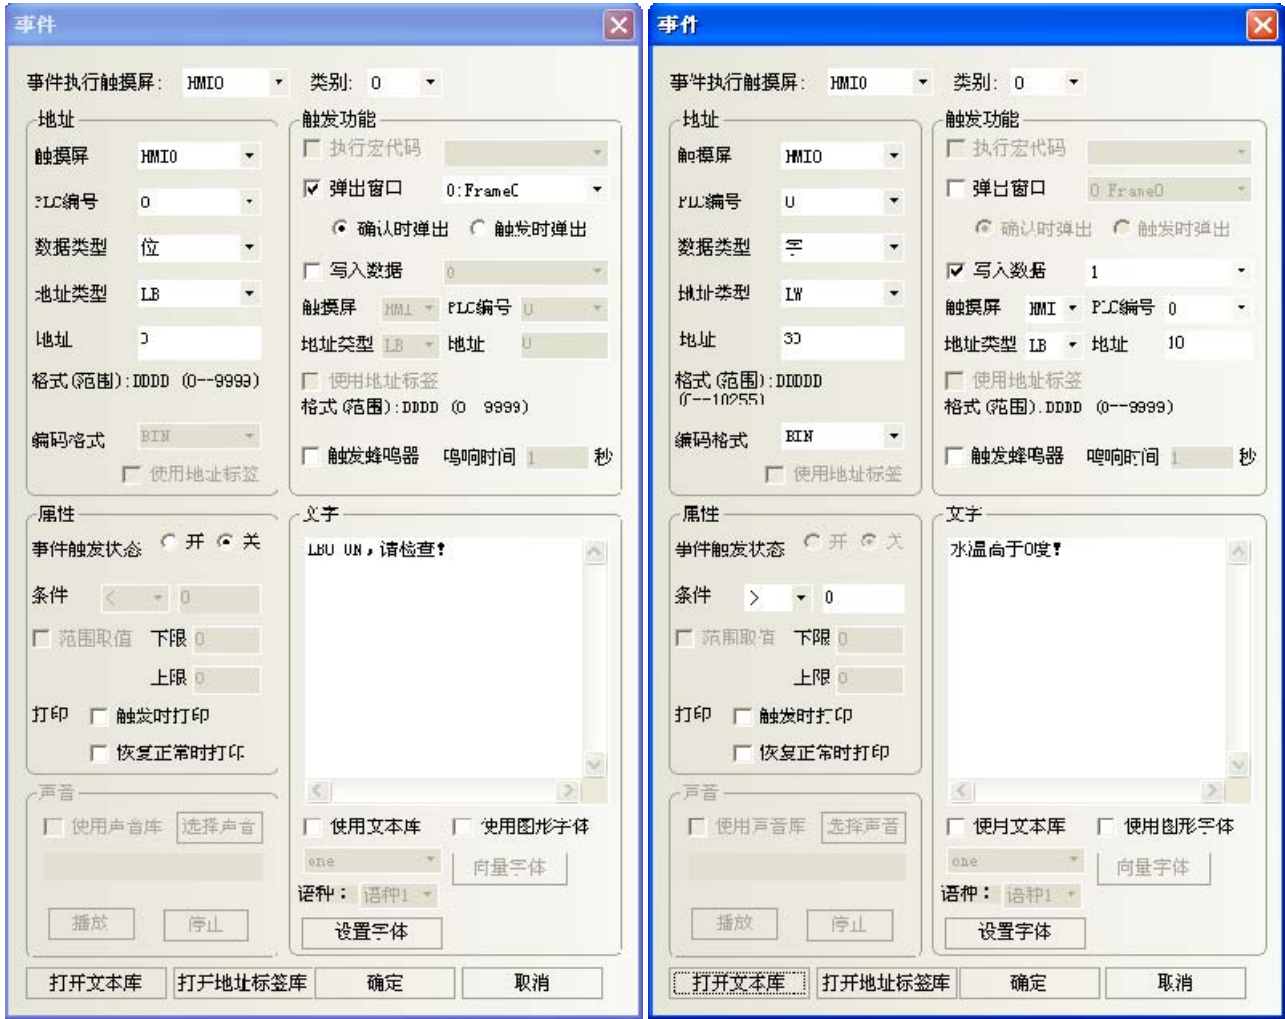 事件
事件执行触摸屏: HMI0 类别: 0
地址
触摸屏 HMI0
PLC编号 0
数据类型 位
地址类型 LB
地址 0
格式(范围):DDDD (0--9999)
编码格式 BIN
使用地址标签
触发功能
执行宏代码
弹出窗口 0:Frame0
确认时弹出 触发时弹出
写入数据 0
触摸屏 HMI PLC编号 0
地址类型 LB 地址 0
使用地址标签
格式(范围):DDDD (0 9999)
触发蜂鸣器 鸣响时间 1 秒
属性
事件触发状态 开 关
条件 < 0
范围取值 下限 0
上限 0
打印 触发时打印
恢复正常时打印
声音
使用声音库 选择声音
播放 停止
文字
LB0 ON,请检查!
使用文本库 使用图形字体
one 向量字体
语种: 语种1
设置字体
打开文本库 打开地址标签库 确定 取消
事件
事件执行触摸屏: HMI0 类别: 0
地址
触摸屏 HMI0
PLC编号 0
数据类型 字
地址类型 LW
地址 30
格式(范围):DDDDD
(0--10255)
编码格式 BIN
使用地址标签
触发功能
执行宏代码
弹出窗口 0 Frame0
确认时弹出 触发时弹出
写入数据 1
触摸屏 HMI PLC编号 0
地址类型 LB 地址 10
使用地址标签
格式(范围).DDDD (0--9999)
触发蜂鸣器 鸣响时间 1 秒
属性
事件触发状态 开 关
条件 > 0
范围取值 下限 0
上限 0
打印 触发时打印
恢复正常时打印
声音
使用声音库 选择声音
播放 停止
文字
水温高于0度!
使用文本库 使用图形字体
one 向量字体
语种: 语种1
设置字体
打开文本库 打开地址标签库 确定 取消